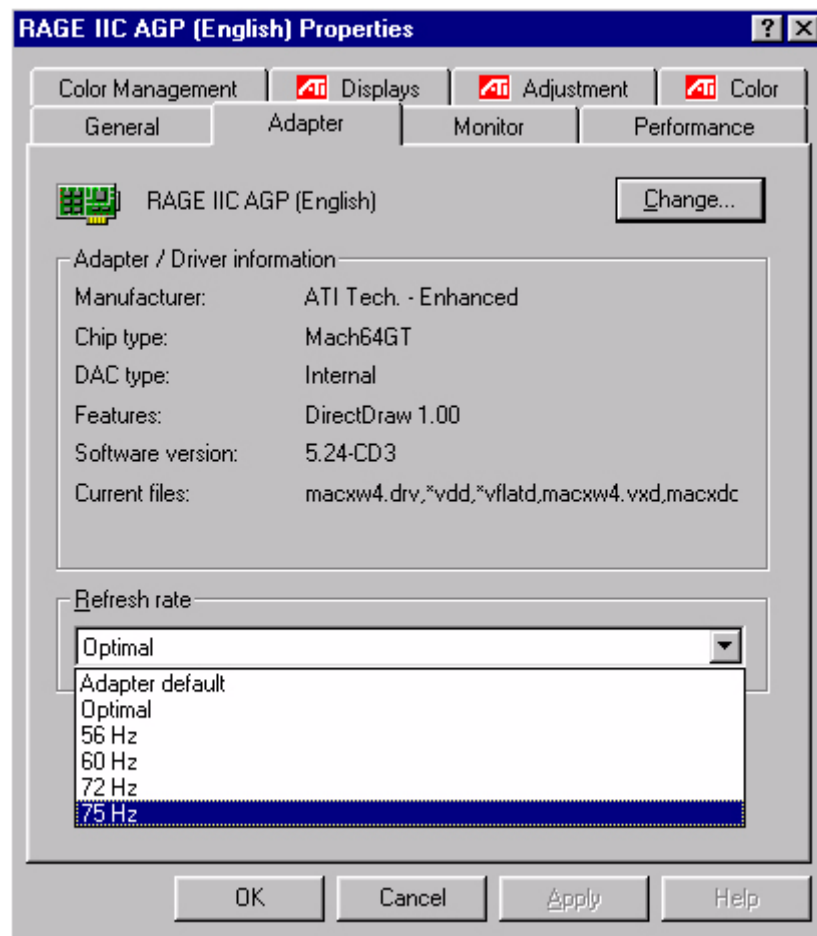 RAGE IIC AGP (English) Properties
Color Management ATI Displays ATI Adjustment ATI Color
General Adapter Monitor Performance
RAGE IIC AGP (English) Change...
Adapter / Driver information
Manufacturer: ATI Tech. - Enhanced
Chip type: Mach64GT
DAC type: Internal
Features: DirectDraw 1.00
Software version: 5.24-CD3
Current files: macxw4.drv,*vdd,*vflatd,macxw4.vxd,macxdc
Refresh rate
Optimal
Adapter default
Optimal
56 Hz
60 Hz
72 Hz
75 Hz
OK Cancel Apply Help